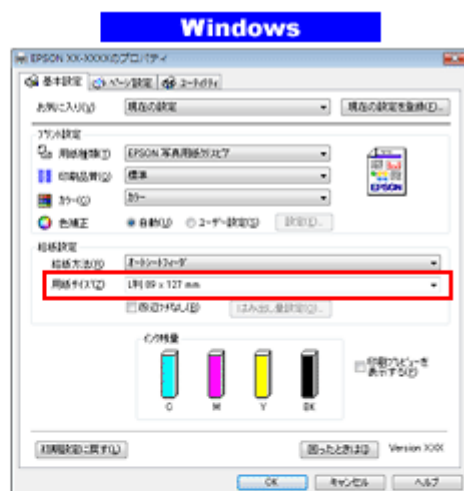 Windows
EPSON XX-XXXXのプロパティ
基本設定 ページ設定 ユーティリティ
お気に入り(V) 現在の設定 現在の設定を登録(E)...
プリント設定
用紙種類(T) EPSON 写真用紙クリスピア
印刷品質(Q) 標準
カラー(C) カラー
色補正 自動(U) ユーザー設定(S) 設定(O)...
EPSON
給紙設定
給紙方法(R) オートシートフィーダ
用紙サイズ(Z) L判 89 x 127 mm
四辺フチなし(B) はみ出し量設定(Q)...
インク残量
印刷プレビューを
表示する(P)
C M Y BK
初期設定に戻す(L) 困ったときは(I) Version XXX
OK キャンセル ヘルプ